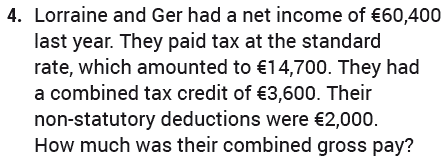 4. Lorraine and Ger had a net income of €60,400
last year. They paid tax at the standard
rate, which amounted to €14,700. They had
a combined tax credit of €3,600. Their
non-statutory deductions were €2,000.
How much was their combined gross pay?